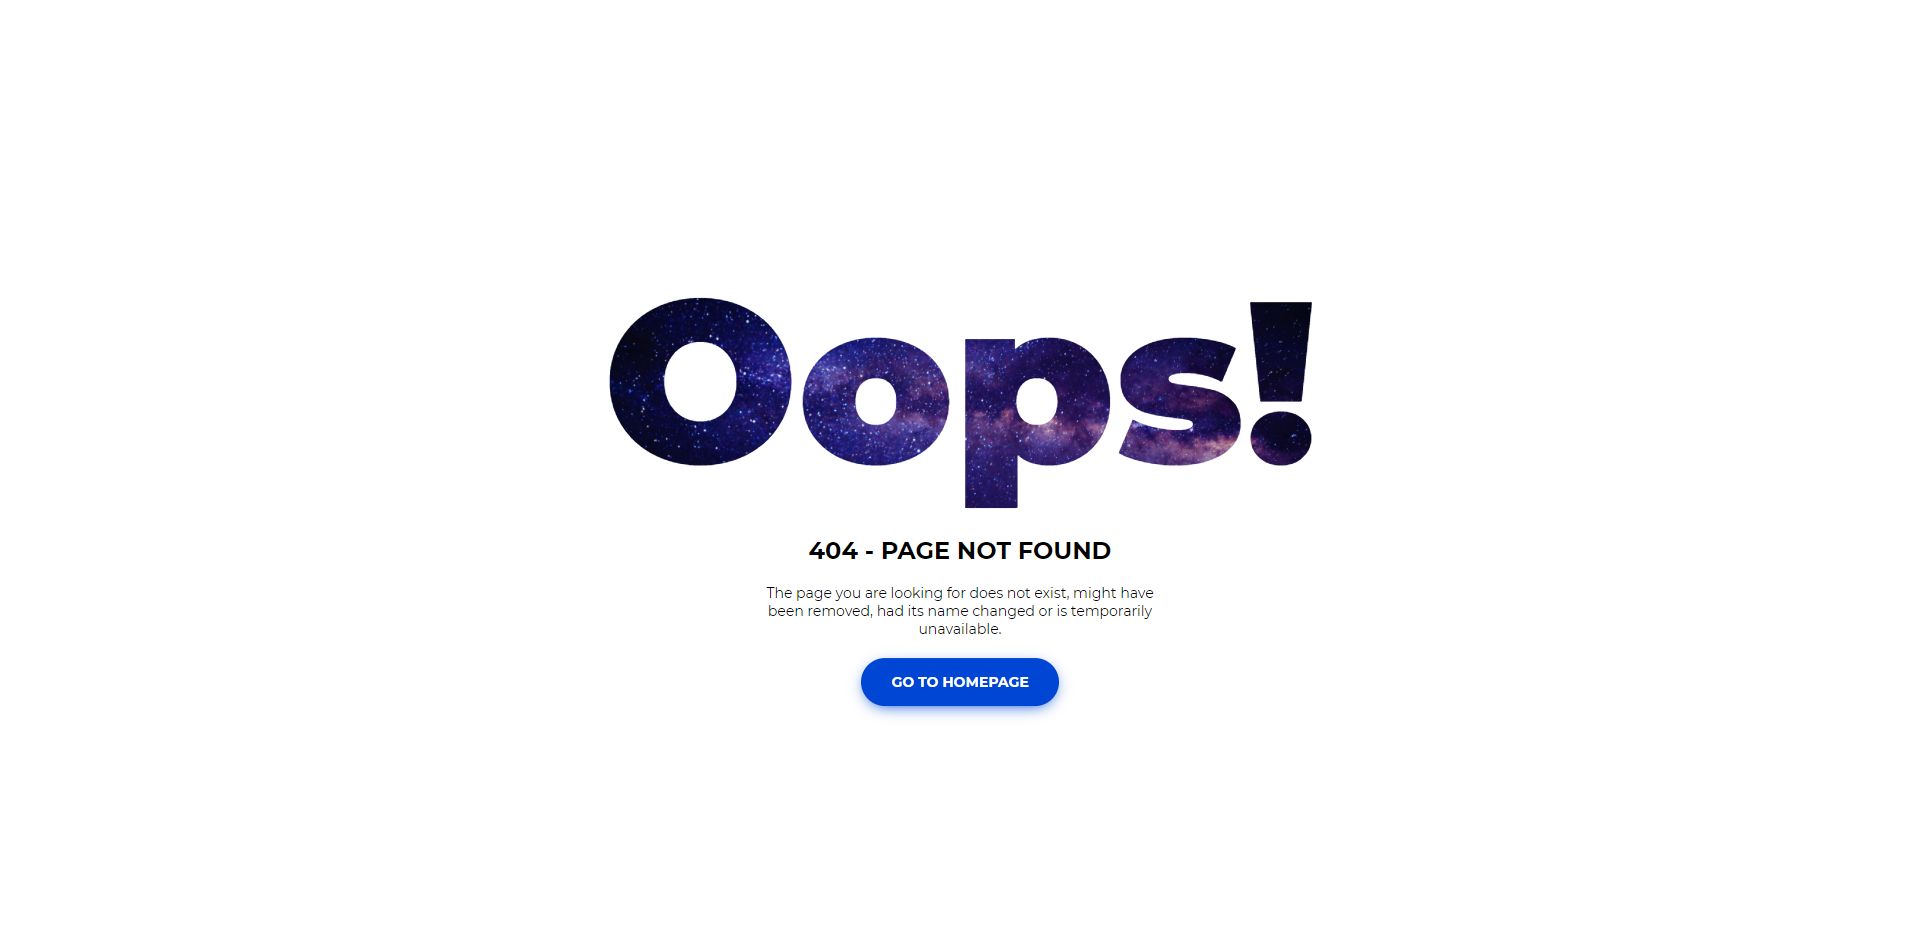 Oops!
404 - PAGE NOT FOUND
The page you are looking for does not exist, might have
been removed, had its name changed or is temporarily
unavailable.
GO TO HOMEPAGE